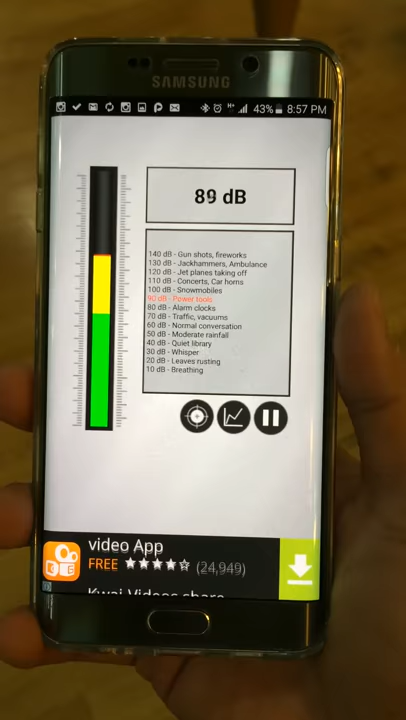 SAMSUNG
43% 8:57 PM
89 dB
140 dB - Gun shots, fireworks
130 dB - Jackhammers, Ambulance
120 dB - Jet planes taking off
110 dB - Concerts, Car horns
100 dB - Snowmobiles
90 dB - Power tools
80 dB - Alarm clocks
70 dB - Traffic, vacuums
60 dB - Normal conversation
50 dB - Moderate rainfall
40 dB - Quiet library
30 dB - Whisper
20 dB - Leaves rusting
10 dB - Breathing
video App
FREE (24,949)
Kwai Videos share